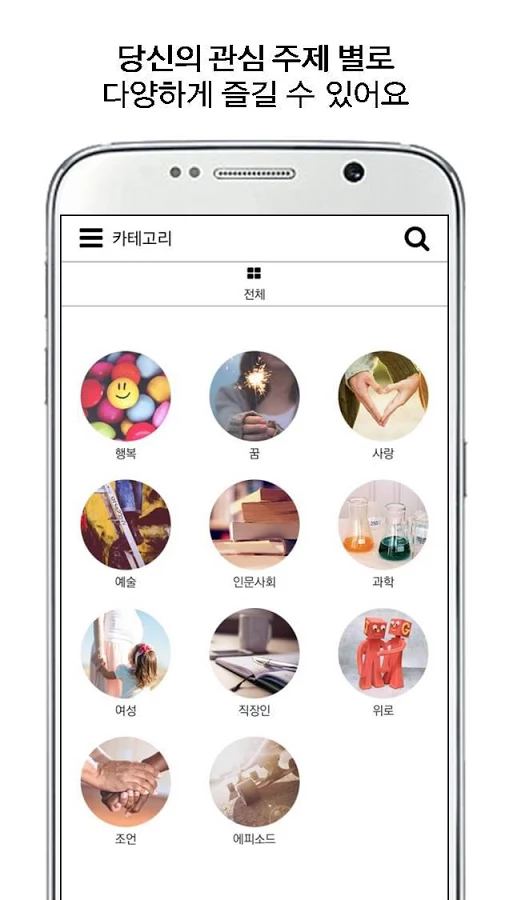 당신의 관심 주제 별로
다양하게 즐길 수 있어요
카테고리
전체
행복 꿈 사랑
예술 인문사회 과학
여성 직장인 위로
조언 에피소드